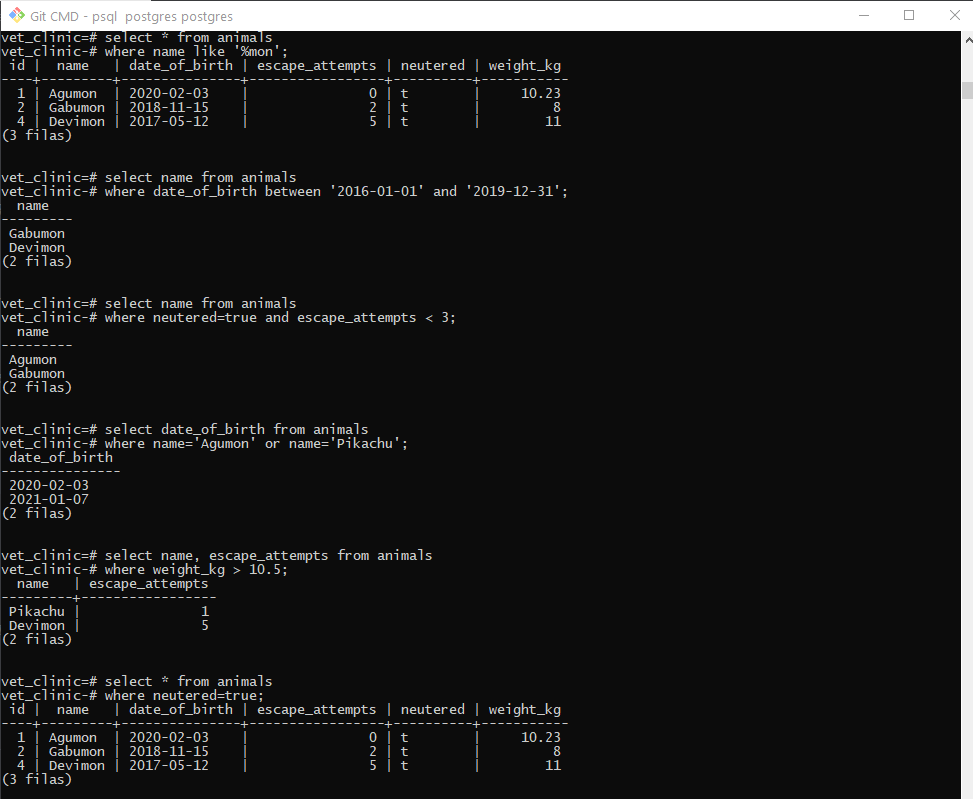 Git CMD - psql  postgres postgres
vet_clinic=# select * from animals
vet_clinic-# where name like '%mon';
 id |  name   | date_of_birth | escape_attempts | neutered | weight_kg
----+---------+---------------+-----------------+----------+-----------
  1 | Agumon  | 2020-02-03    |               0 | t        |     10.23
  2 | Gabumon | 2018-11-15    |               2 | t        |         8
  4 | Devimon | 2017-05-12    |               5 | t        |        11
(3 filas)
vet_clinic=# select name from animals
vet_clinic-# where date_of_birth between '2016-01-01' and '2019-12-31';
  name
---------
 Gabumon
 Devimon
(2 filas)
vet_clinic=# select name from animals
vet_clinic-# where neutered=true and escape_attempts < 3;
  name
---------
 Agumon
 Gabumon
(2 filas)
vet_clinic=# select date_of_birth from animals
vet_clinic-# where name='Agumon' or name='Pikachu';
 date_of_birth
---------------
 2020-02-03
 2021-01-07
(2 filas)
vet_clinic=# select name, escape_attempts from animals
vet_clinic-# where weight_kg > 10.5;
  name   | escape_attempts
---------+-----------------
 Pikachu |               1
 Devimon |               5
(2 filas)
vet_clinic=# select * from animals
vet_clinic-# where neutered=true;
 id |  name   | date_of_birth | escape_attempts | neutered | weight_kg
----+---------+---------------+-----------------+----------+-----------
  1 | Agumon  | 2020-02-03    |               0 | t        |     10.23
  2 | Gabumon | 2018-11-15    |               2 | t        |         8
  4 | Devimon | 2017-05-12    |               5 | t        |        11
(3 filas)